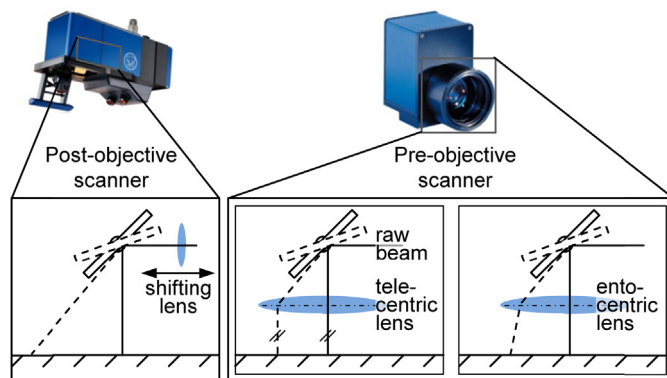 Post-objective
scanner
Pre-objective
scanner
shifting
lens
raw
beam
tele-
centric
lens
ento-
centric
lens